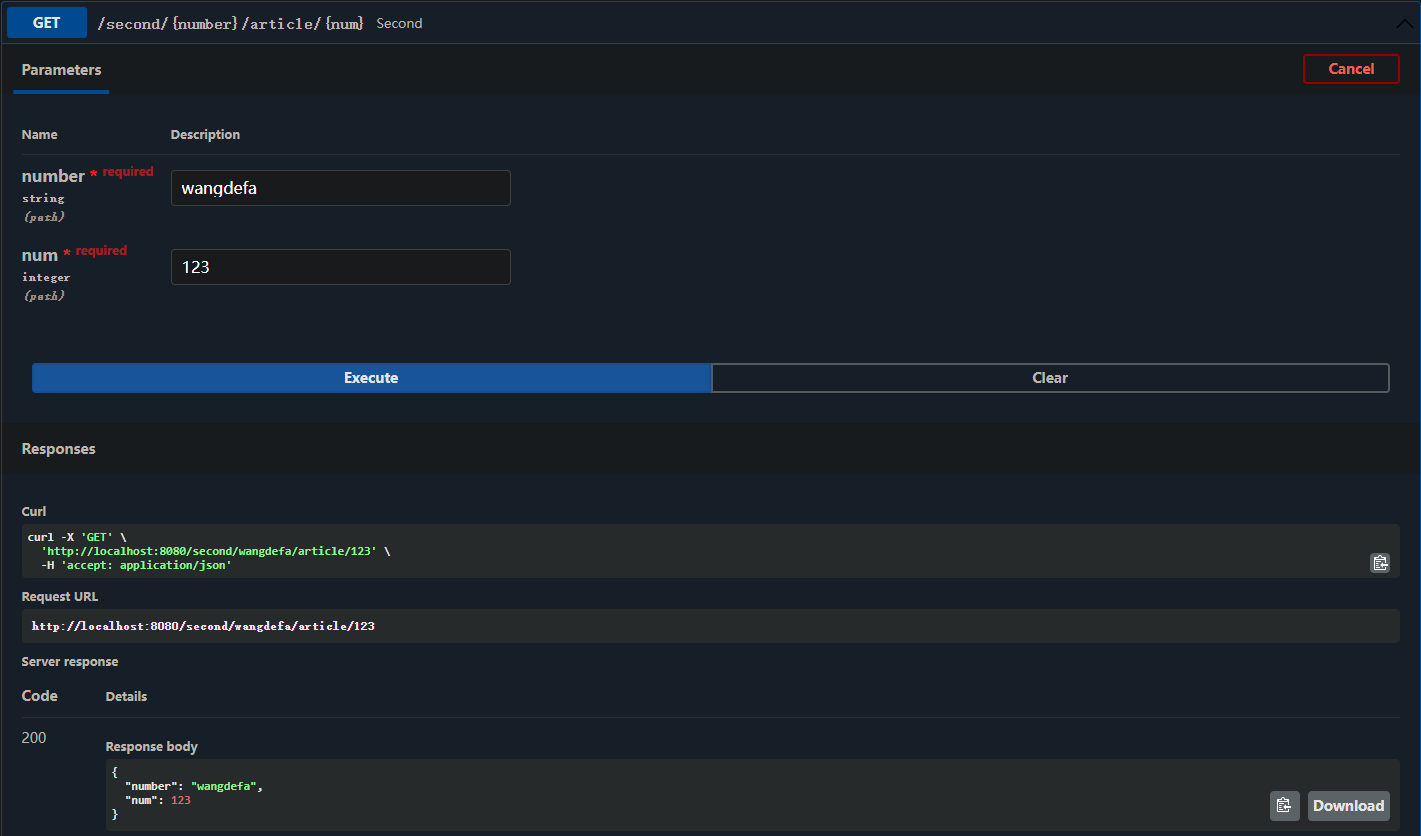 GET /second/{number}/article/{num} Second
Parameters
Cancel
Name Description
number * required
string
(path)
wangdefa
num * required
integer
(path)
123
Execute Clear
Responses
Curl
curl -X 'GET' \
'http://localhost:8080/second/wangdefa/article/123' \
-H 'accept: application/json'
Request URL
http://localhost:8080/second/wangdefa/article/123
Server response
Code Details
200
Response body
{
"number": "wangdefa",
"num": 123
}
Download